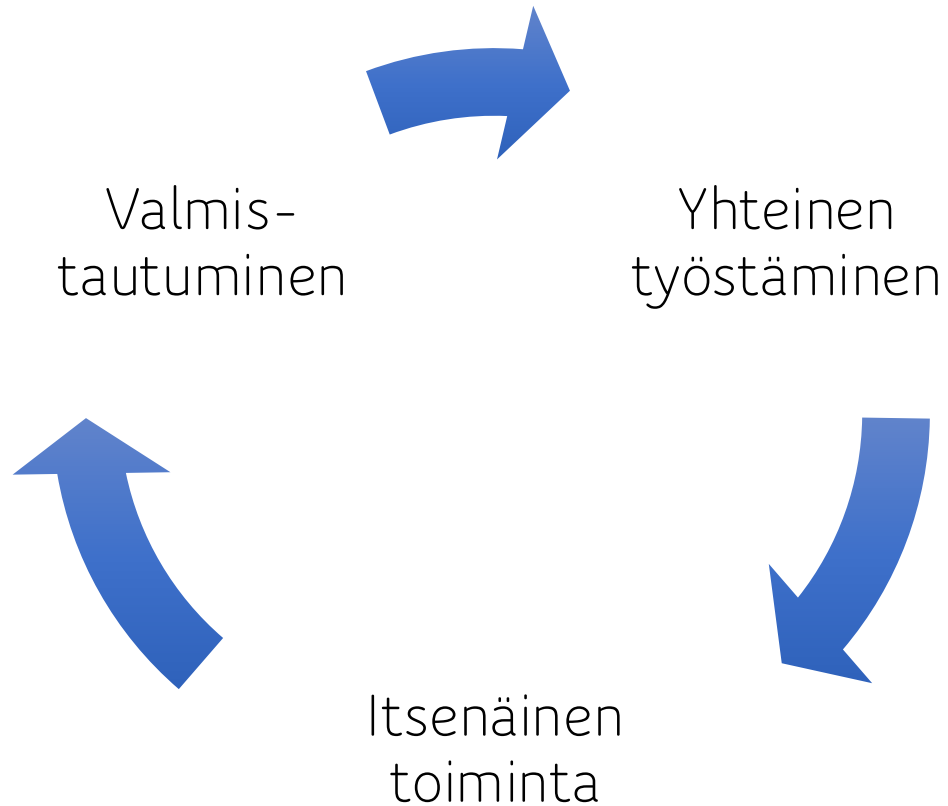 Valmis-
tautuminen
Yhteinen
työstäminen
Itsenäinen
toiminta